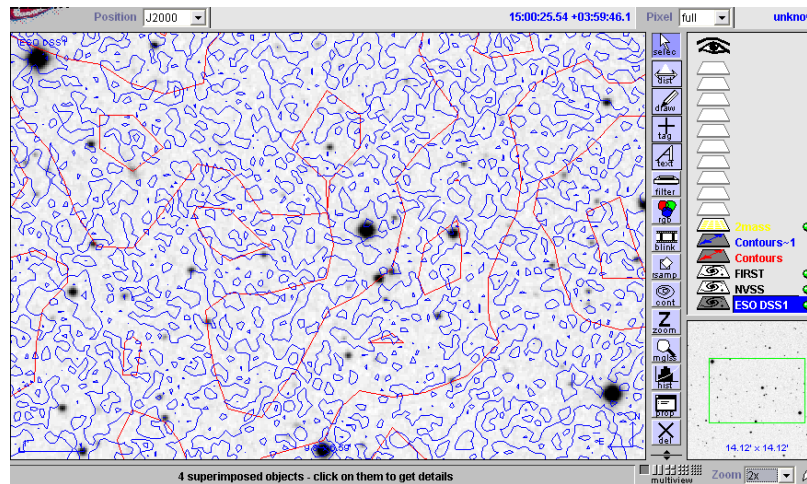 Position J2000 15:00:25.54 +03:59:46.1 Pixel full unknow
ESO DSS1
selec
dist
draw
tag
text
filter
rgb
blink
rsamp
cont
zoom
mglss
hist
prop
del
Contours~1
Contours
FIRST
NVSS
ESO DSS1
N
E
14.12' x 14.12'
4 superimposed objects - click on them to get details
multiview
Zoom 2x